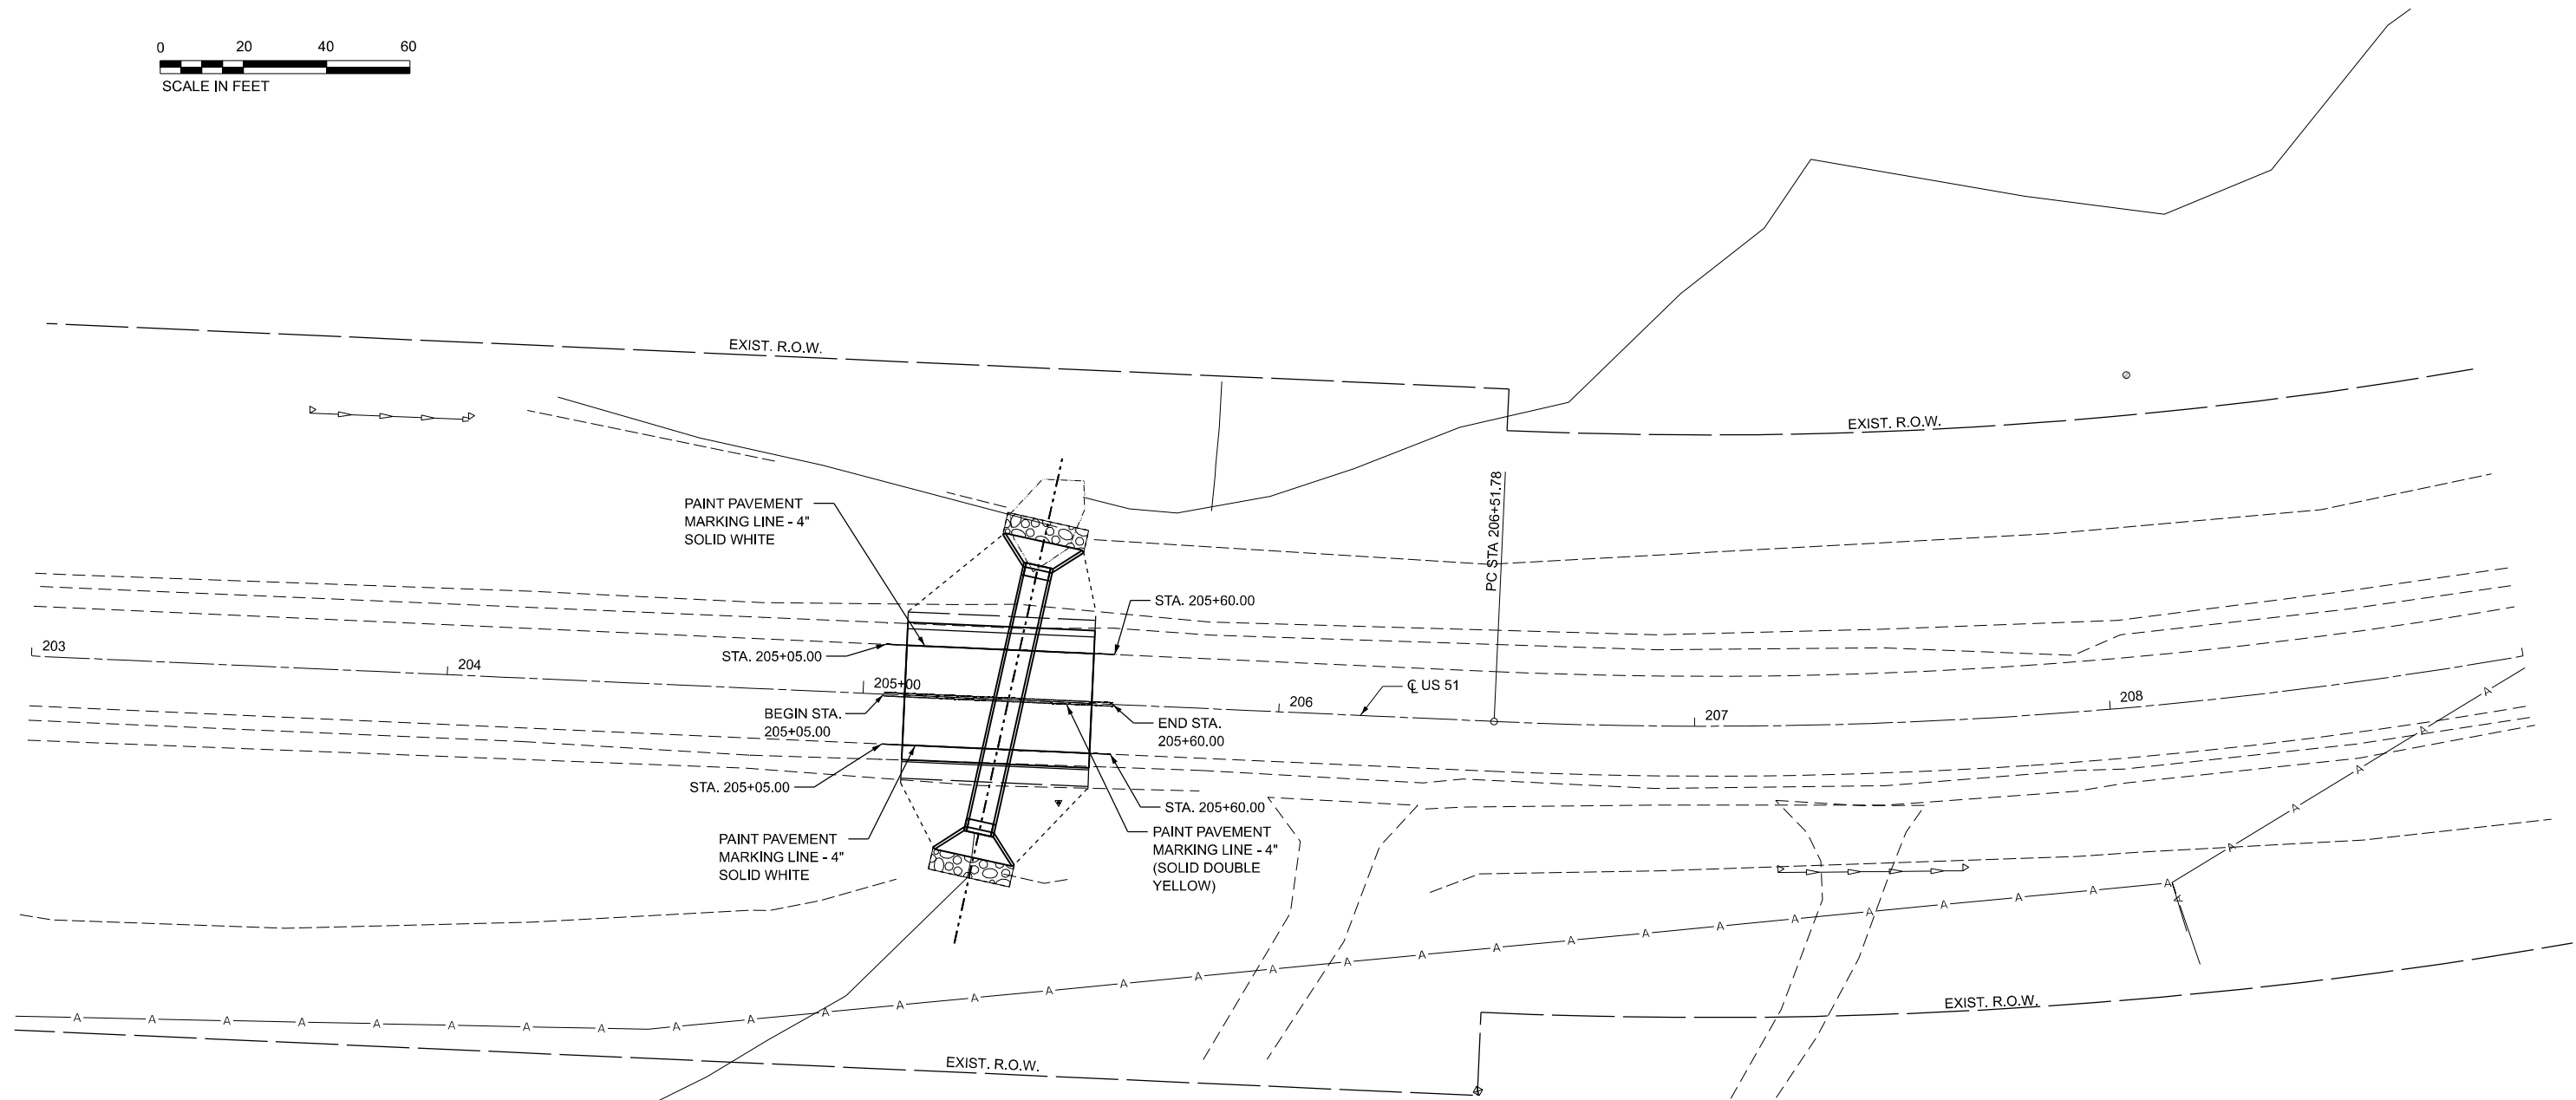 0 20 40 60
SCALE IN FEET
EXIST. R.O.W.
EXIST. R.O.W.
PC STA 206+51.78
PAINT PAVEMENT
MARKING LINE - 4"
SOLID WHITE
STA. 205+60.00
STA. 205+05.00
203
204
205+00
206
℄ US 51
207
208
BEGIN STA.
205+05.00
END STA.
205+60.00
STA. 205+05.00
STA. 205+60.00
PAINT PAVEMENT
MARKING LINE - 4"
SOLID WHITE
PAINT PAVEMENT
MARKING LINE - 4"
(SOLID DOUBLE
YELLOW)
A A A A A A A A A A A A A A A A A A A A A A A A A A A A A A A A A A A
EXIST. R.O.W.
EXIST. R.O.W.